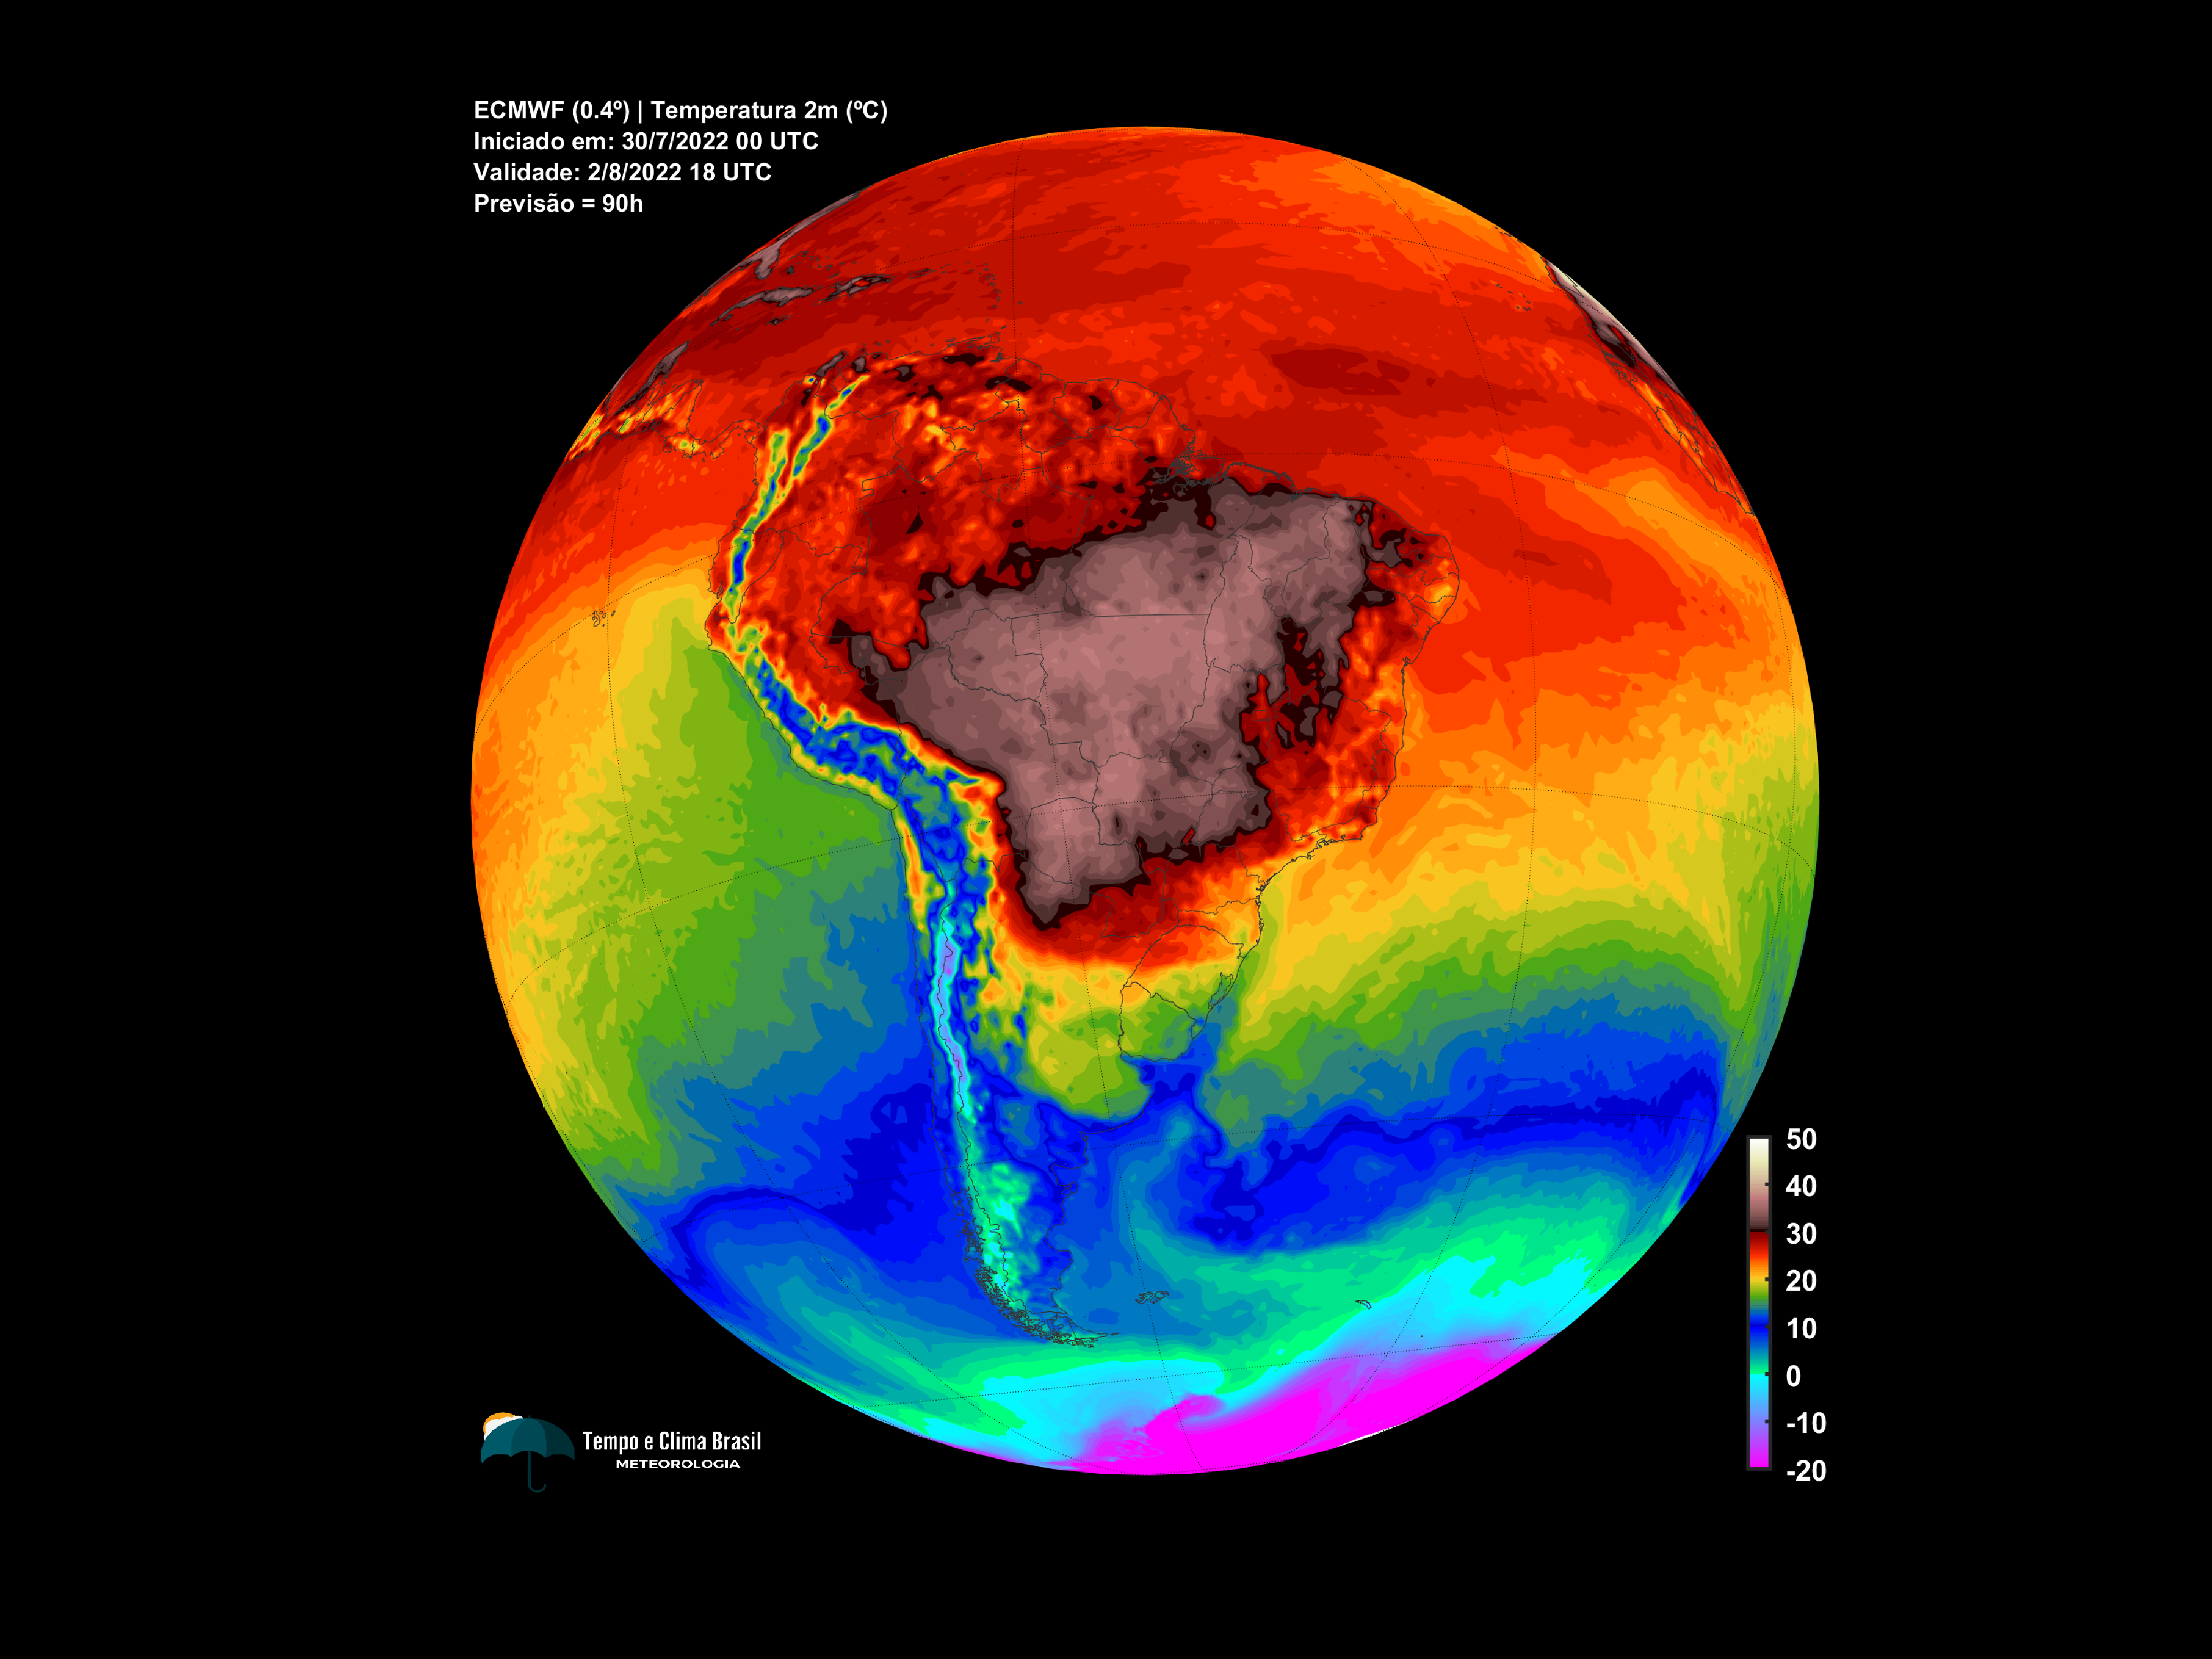 ECMWF (0.4º) | Temperatura 2m (ºC)
Iniciado em: 30/7/2022 00 UTC
Validade: 2/8/2022 18 UTC
Previsão = 90h
50
40
30
20
10
0
-10
-20
Tempo e Clima Brasil
METEOROLOGIA